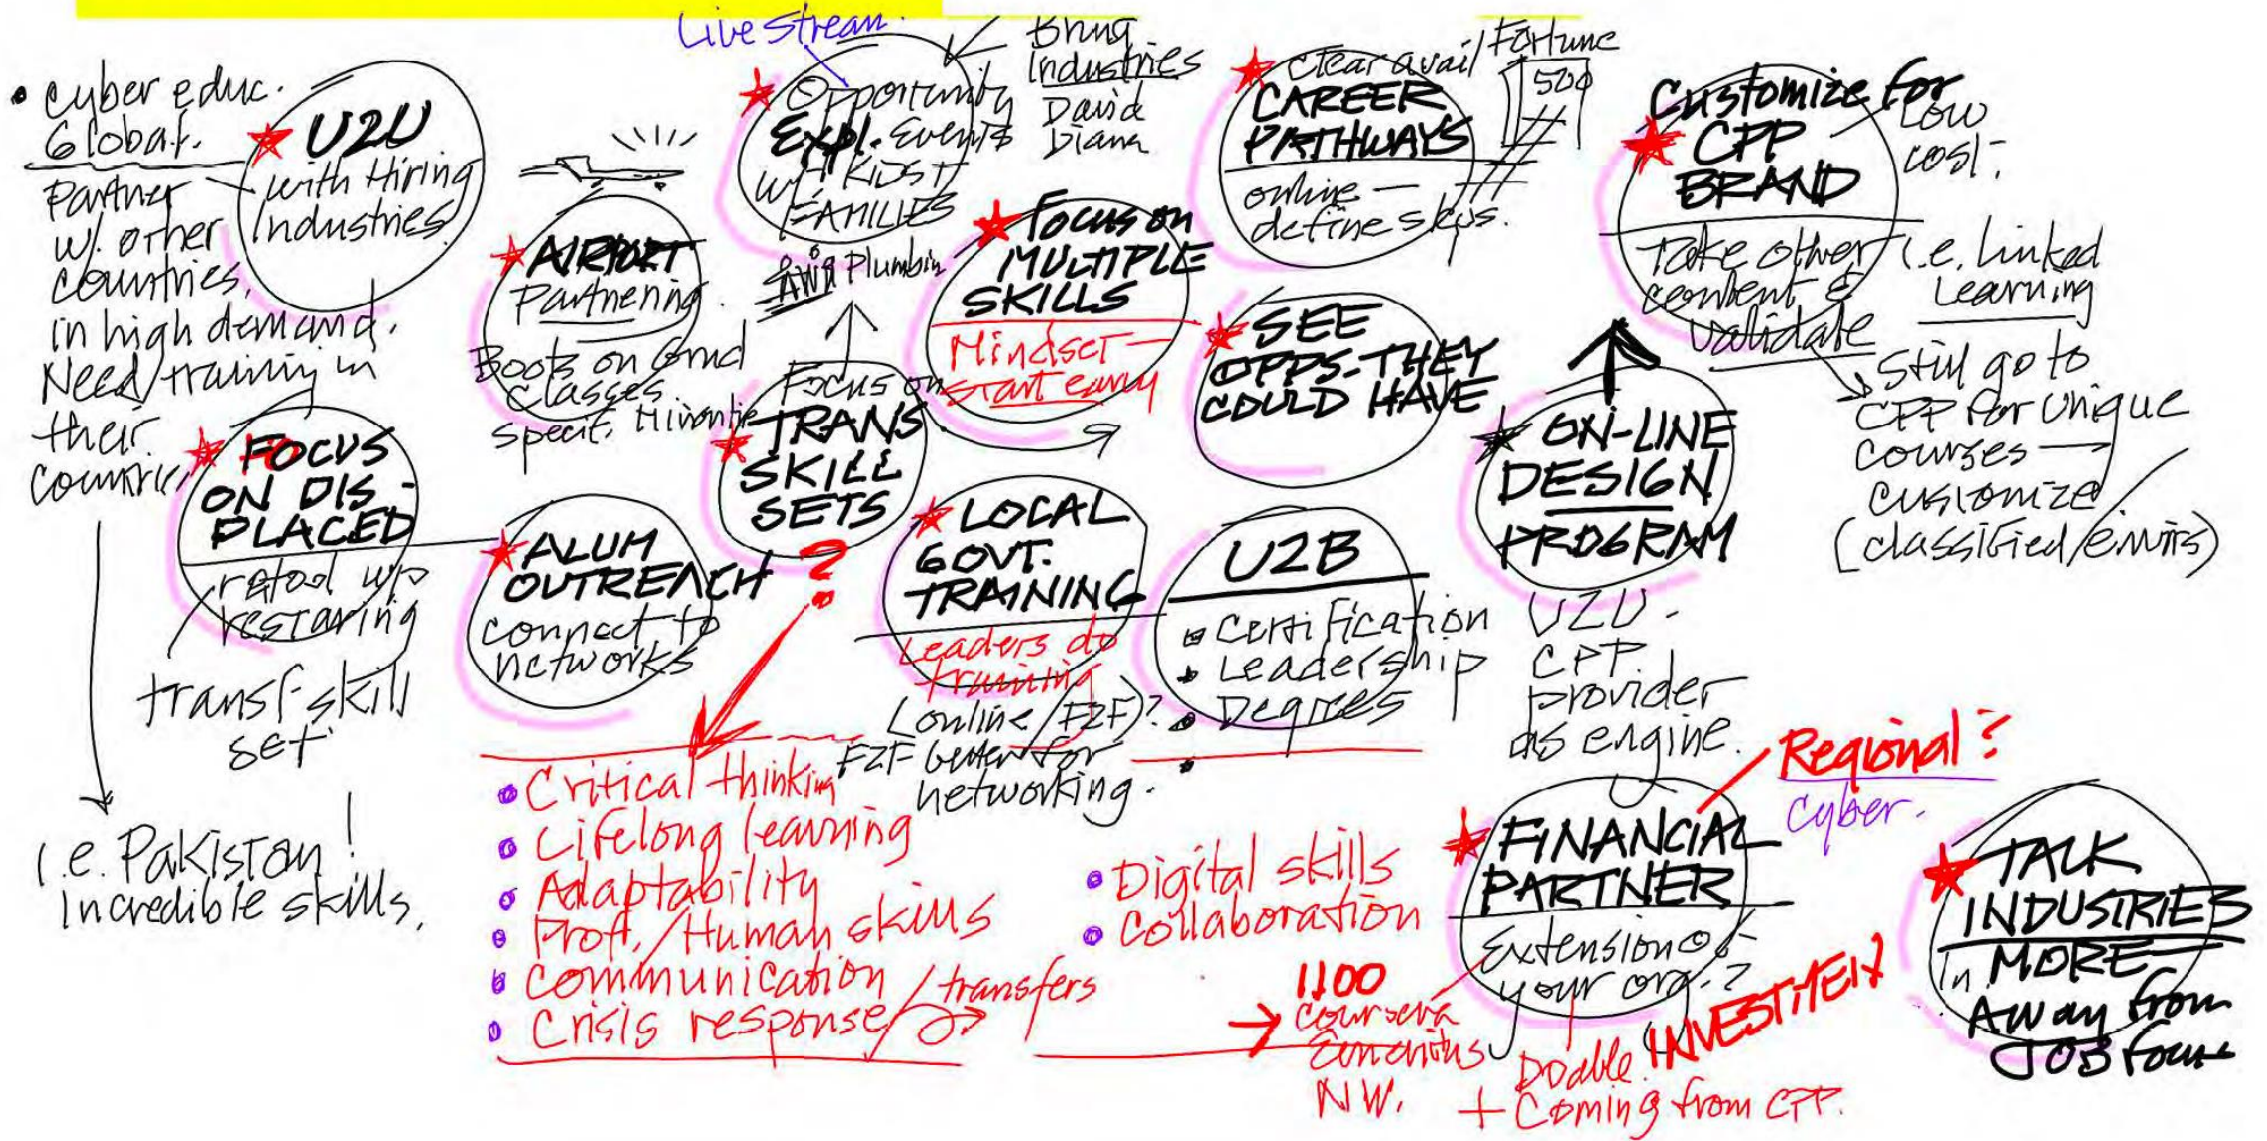 Live Stream.
• Cyber educ.
Global.
Partner
w/ other
countries,
in high demand.
Need training in
their
i.e. Pakistan!
Incredible skills.
U2U
with Hiring
Industries
AIRPORT
Partnering.
Boots on Grnd
Classes
specif.
Opportunity
Expl. Events
w/ KIDS +
FAMILIES
Bring
Industries
David
Diana
Focus on
TRANS
SKILL
SETS
?
Focus on
MULTIPLE
SKILLS
Mindset—
start early
clear avail
CAREER
PATHWAYS
online —
define skills.
Fortune
500
SEE
OPPS-THEY
COULD HAVE
Customize for
CPP
BRAND
Low
cost.
Take other
content &
validate
i.e. Linked
Learning
Still go to
CPP for unique
courses —
customize
ON-LINE
DESIGN
PROGRAM
U2U-
CPP
provider
as engine.
FOCUS
ON DIS-
PLACED
retool w/o
restarting
transf-skill
set
ALUM
OUTREACH
connect to
networks
LOCAL
GOVT.
TRAINING
Leaders do
training
(online/F2F)?
F2F better for
networking.
U2B
Certification
• Leadership
• Degrees
• Critical thinking
• Lifelong learning
• Adaptability
• Prof./Human skills
• Communication
• Crisis response / transfers
• Digital skills
• Collaboration
FINANCIAL
PARTNER
Extension of
your org.?
Regional?
Cyber.
1100
→ Coursera
NW.
INVESTMENT
Doable
+ Coming from CPP.
TALK
INDUSTRIES
in MORE
Away from
JOB focus